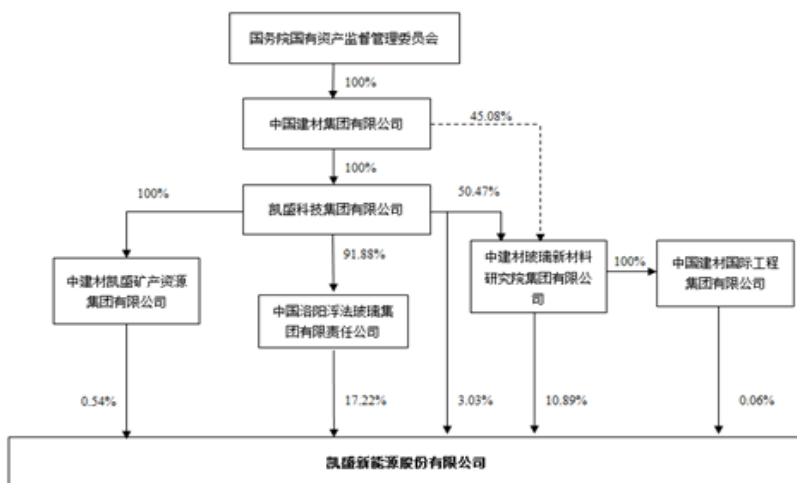 国务院国有资产监督管理委员会
100%
中国建材集团有限公司
45.08%
100%
100%
凯盛科技集团有限公司
50.47%
91.88%
中建材凯盛矿产资源
集团有限公司
中国洛阳浮法玻璃集
团有限责任公司
中建材玻璃新材料
研究院集团有限公
司
100%
中国建材国际工程
集团有限公司
0.54%
17.22%
3.03%
10.89%
0.06%
凯盛新能源股份有限公司